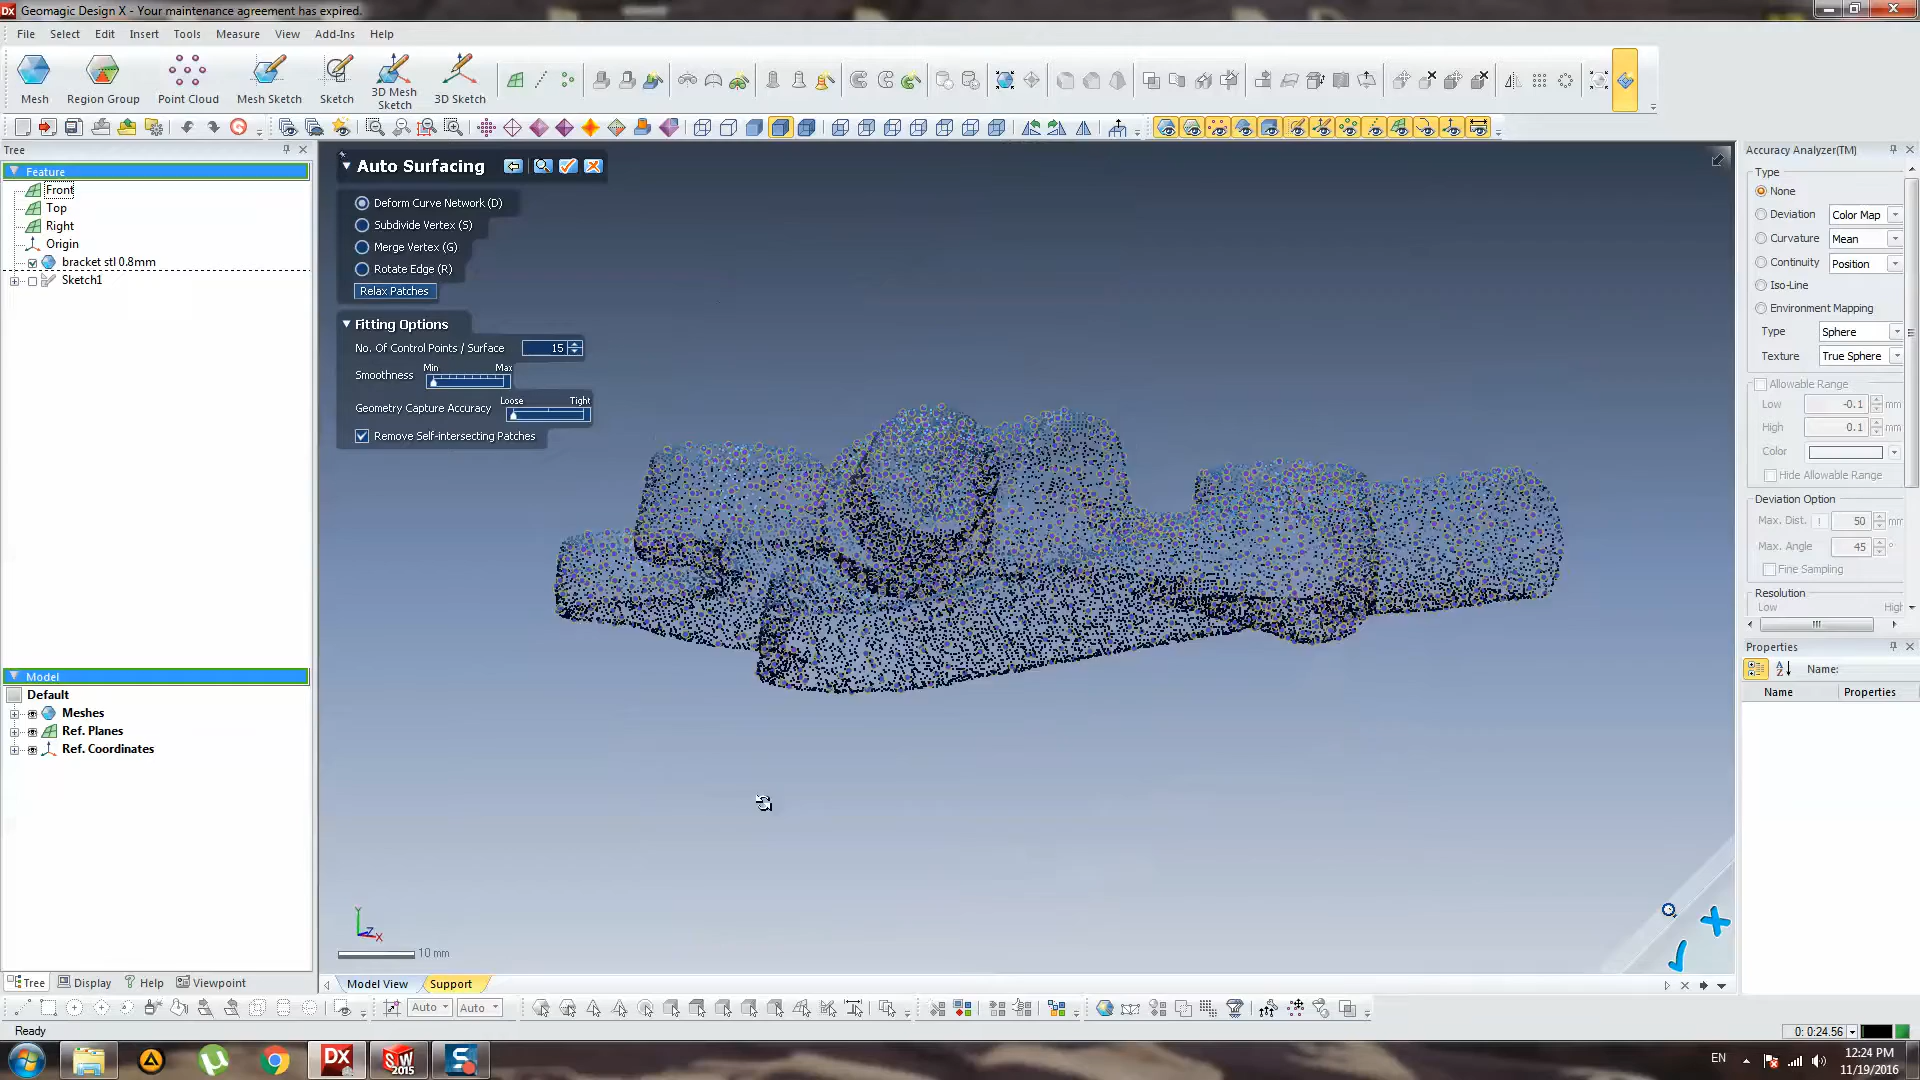 Geomagic Design X - Your maintenance agreement has expired.
File Select Edit Insert Tools Measure View Add-Ins Help
Mesh Region Group Point Cloud Mesh Sketch Sketch 3D Mesh Sketch 3D Sketch
Tree
Feature
Front
Top
Right
Origin
bracket stl 0.8mm
Sketch1
Model
Default
Meshes
Ref. Planes
Ref. Coordinates
Tree Display Help Viewpoint
Auto Surfacing
Deform Curve Network (D)
Subdivide Vertex (S)
Merge Vertex (G)
Rotate Edge (R)
Relax Patches
Fitting Options
No. Of Control Points / Surface 15
Min Max
Smoothness
Loose Tight
Geometry Capture Accuracy
Remove Self-intersecting Patches
Y
Z X
10 mm
Model View Support
Accuracy Analyzer(TM)
Type
None
Deviation Color Map
Curvature Mean
Continuity Position
Iso-Line
Environment Mapping
Type Sphere
Texture True Sphere
Allowable Range
Low -0.1 mm
High 0.1 mm
Color
Hide Allowable Range
Deviation Option
Max. Dist. 50 mm
Max. Angle 45 °
Fine Sampling
Resolution
Low High
Properties
Name:
Name Properties
Auto Auto
Ready
0: 0:24.56
DX SW 2015 S
EN
12:24 PM
11/19/2016